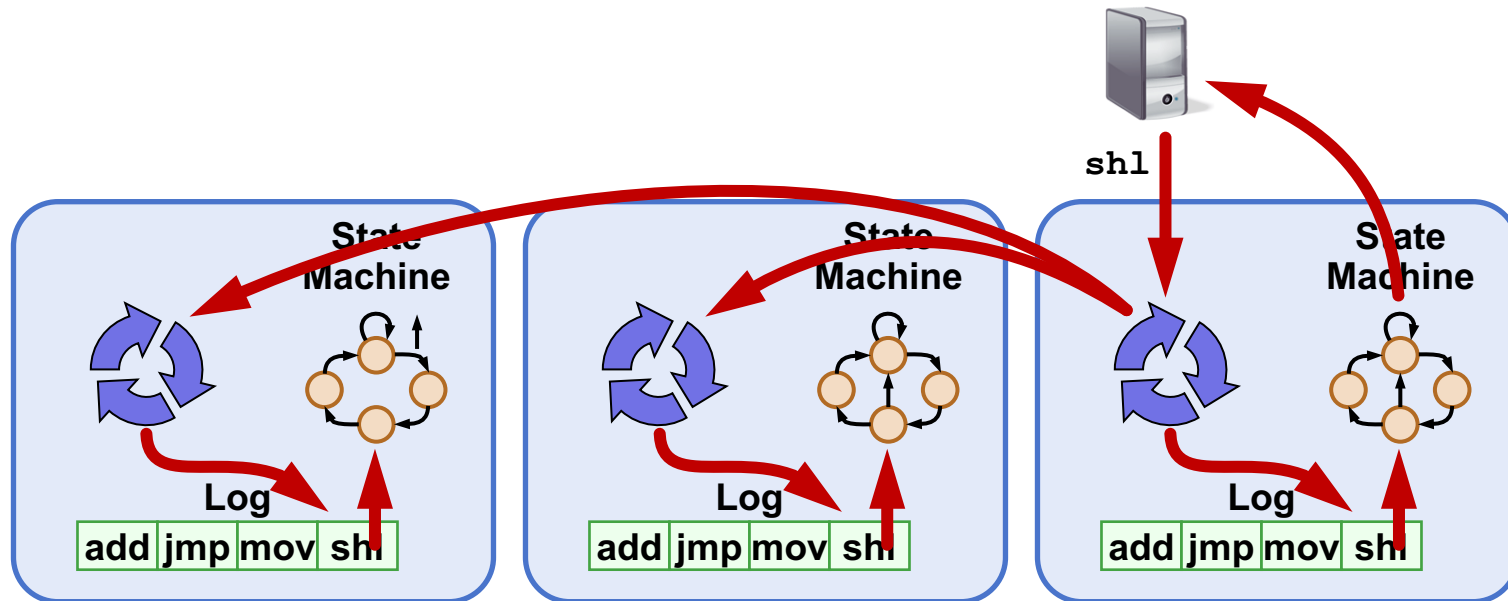 shl
State
Machine
State
Machine
State
Machine
Log
Log
Log
add jmp mov shl
add jmp mov shl
add jmp mov shl